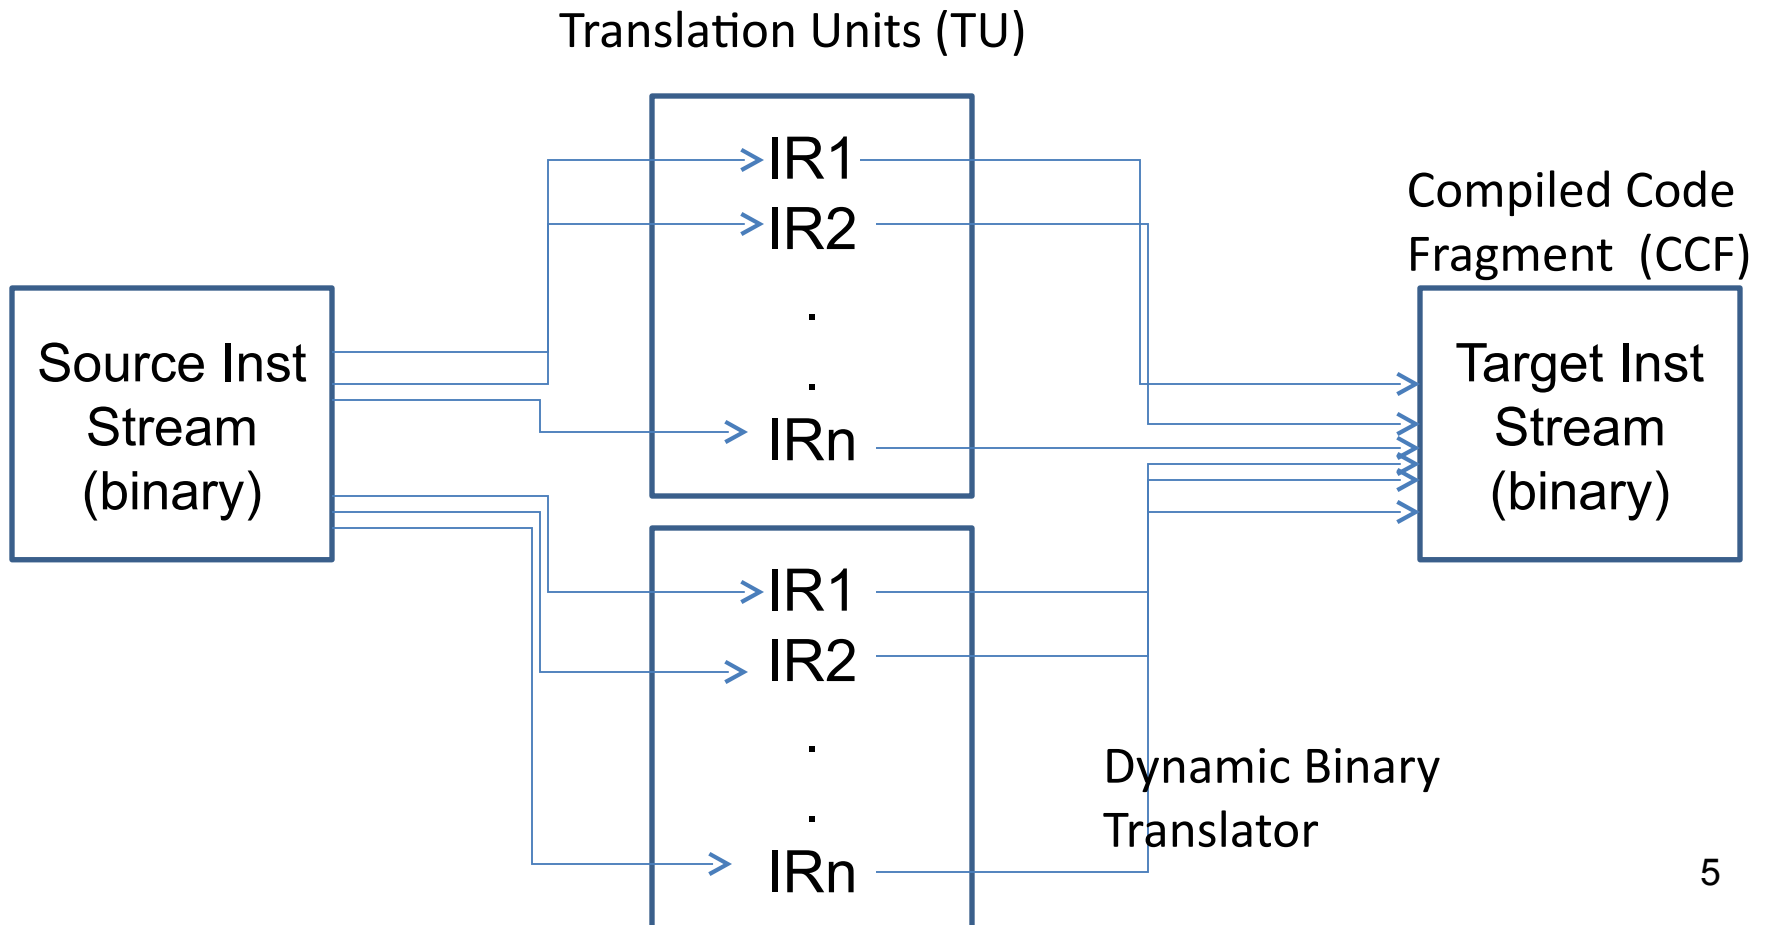 Translation Units (TU)
IR1
IR2
.
.
IRn
Compiled Code
Fragment (CCF)
Source Inst
Stream
(binary)
Target Inst
Stream
(binary)
IR1
IR2
.
.
IRn
Dynamic Binary
Translator
5